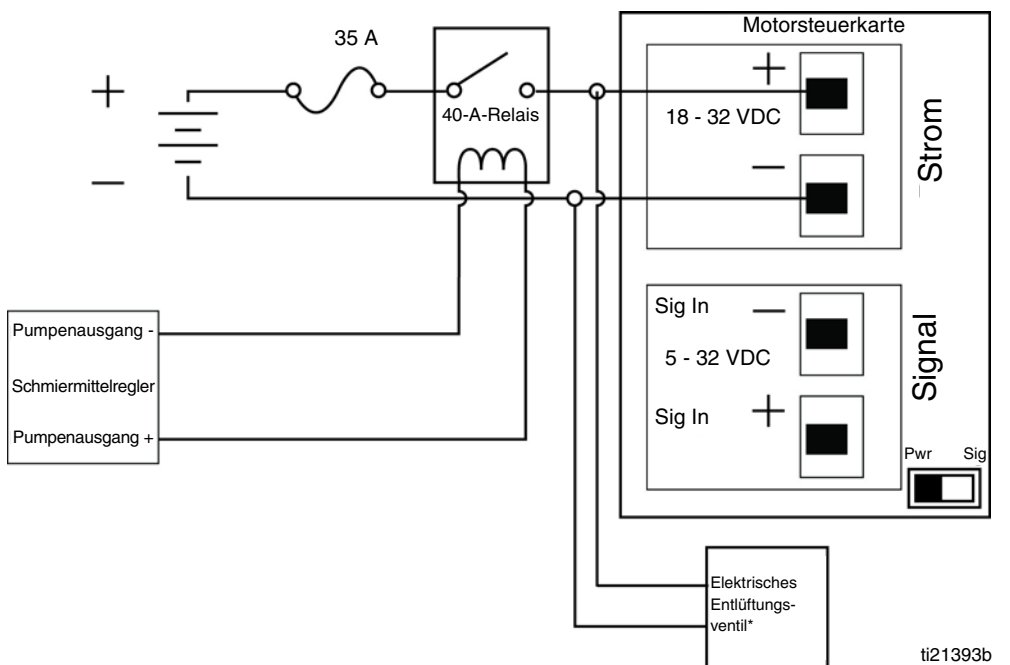 Motorsteuerkarte
35 A
+
+
40-A-Relais
18 - 32 VDC
Strom
—
—
Pumpenausgang -
Schmiermittelregler
Pumpenausgang +
Sig In —
5 - 32 VDC
Sig In +
Signal
Pwr Sig
Elektrisches
Entlüftungs-
ventil*
ti21393b